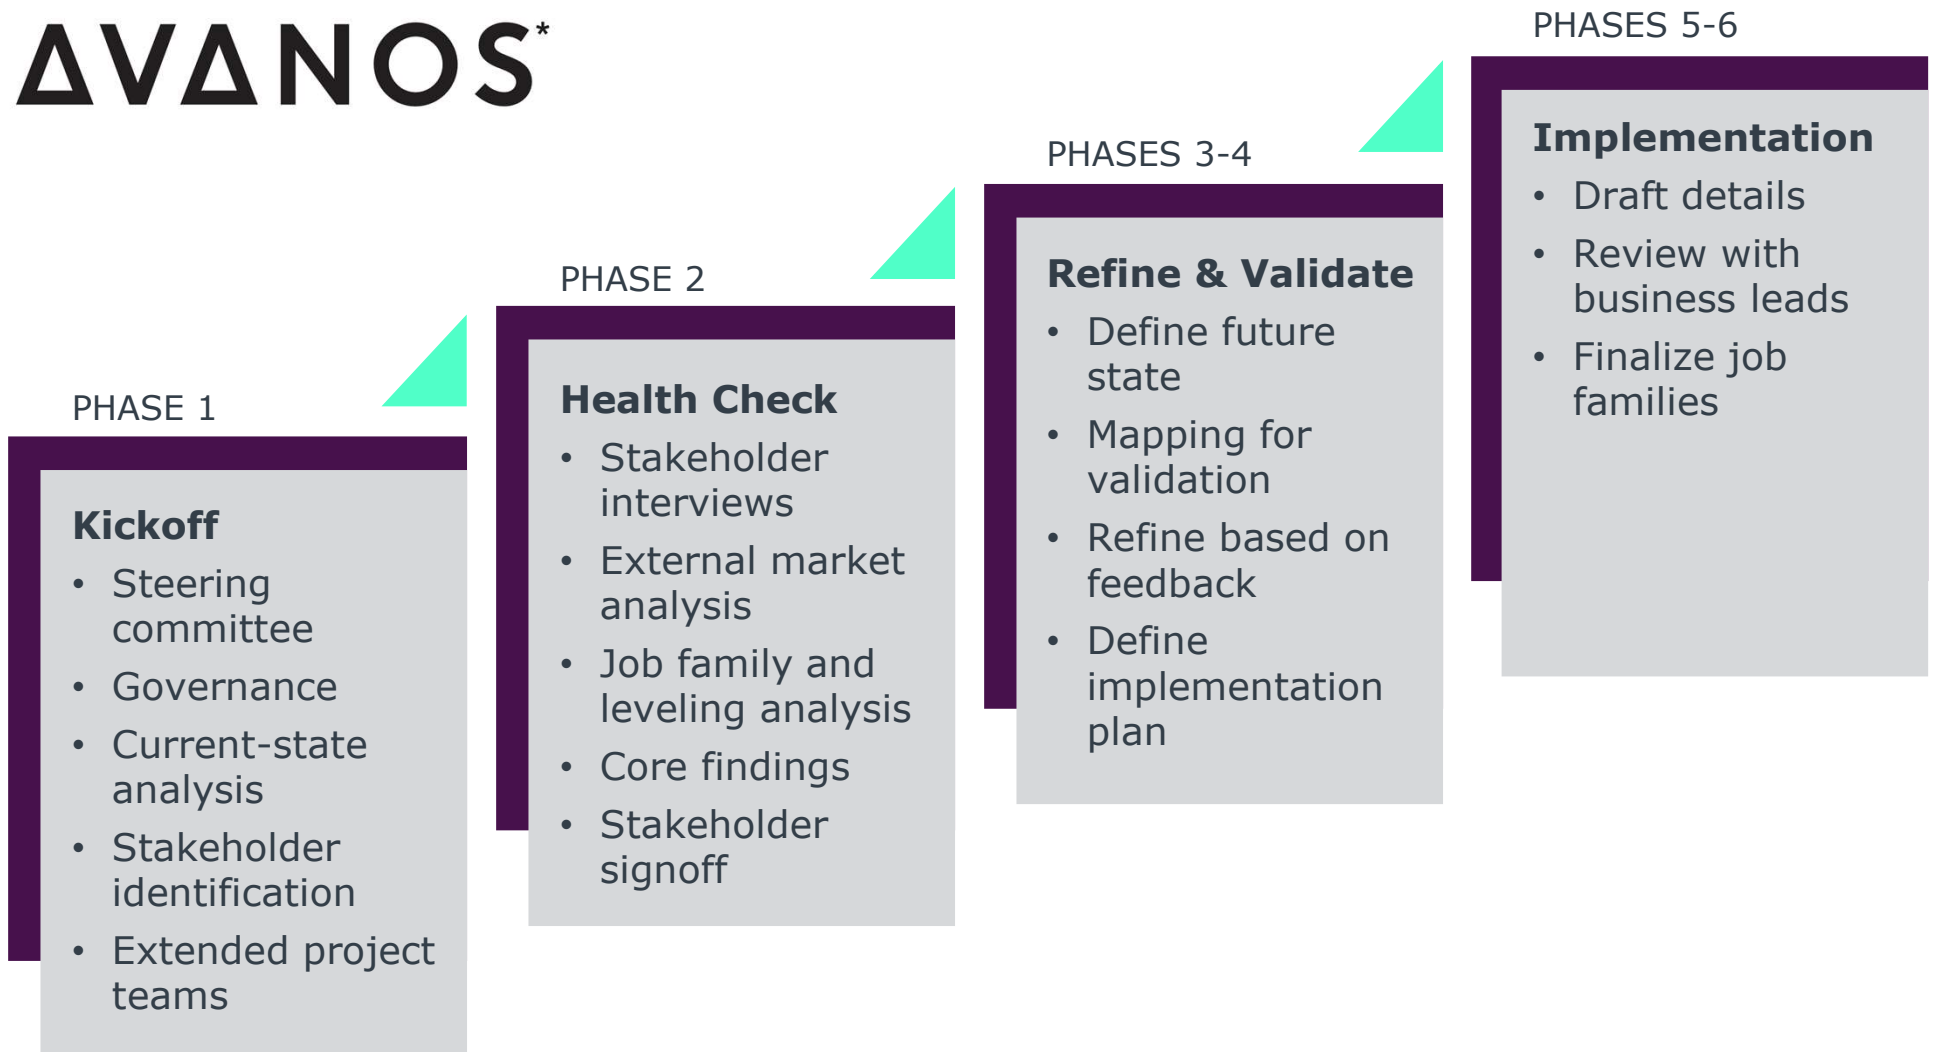 AVANOS*
PHASE 1
Kickoff
• Steering
committee
• Governance
• Current-state
analysis
• Stakeholder
identification
• Extended project
teams
PHASE 2
Health Check
• Stakeholder
interviews
• External market
analysis
• Job family and
leveling analysis
• Core findings
• Stakeholder
signoff
PHASES 3-4
Refine & Validate
• Define future
state
• Mapping for
validation
• Refine based on
feedback
• Define
implementation
plan
PHASES 5-6
Implementation
• Draft details
• Review with
business leads
• Finalize job
families